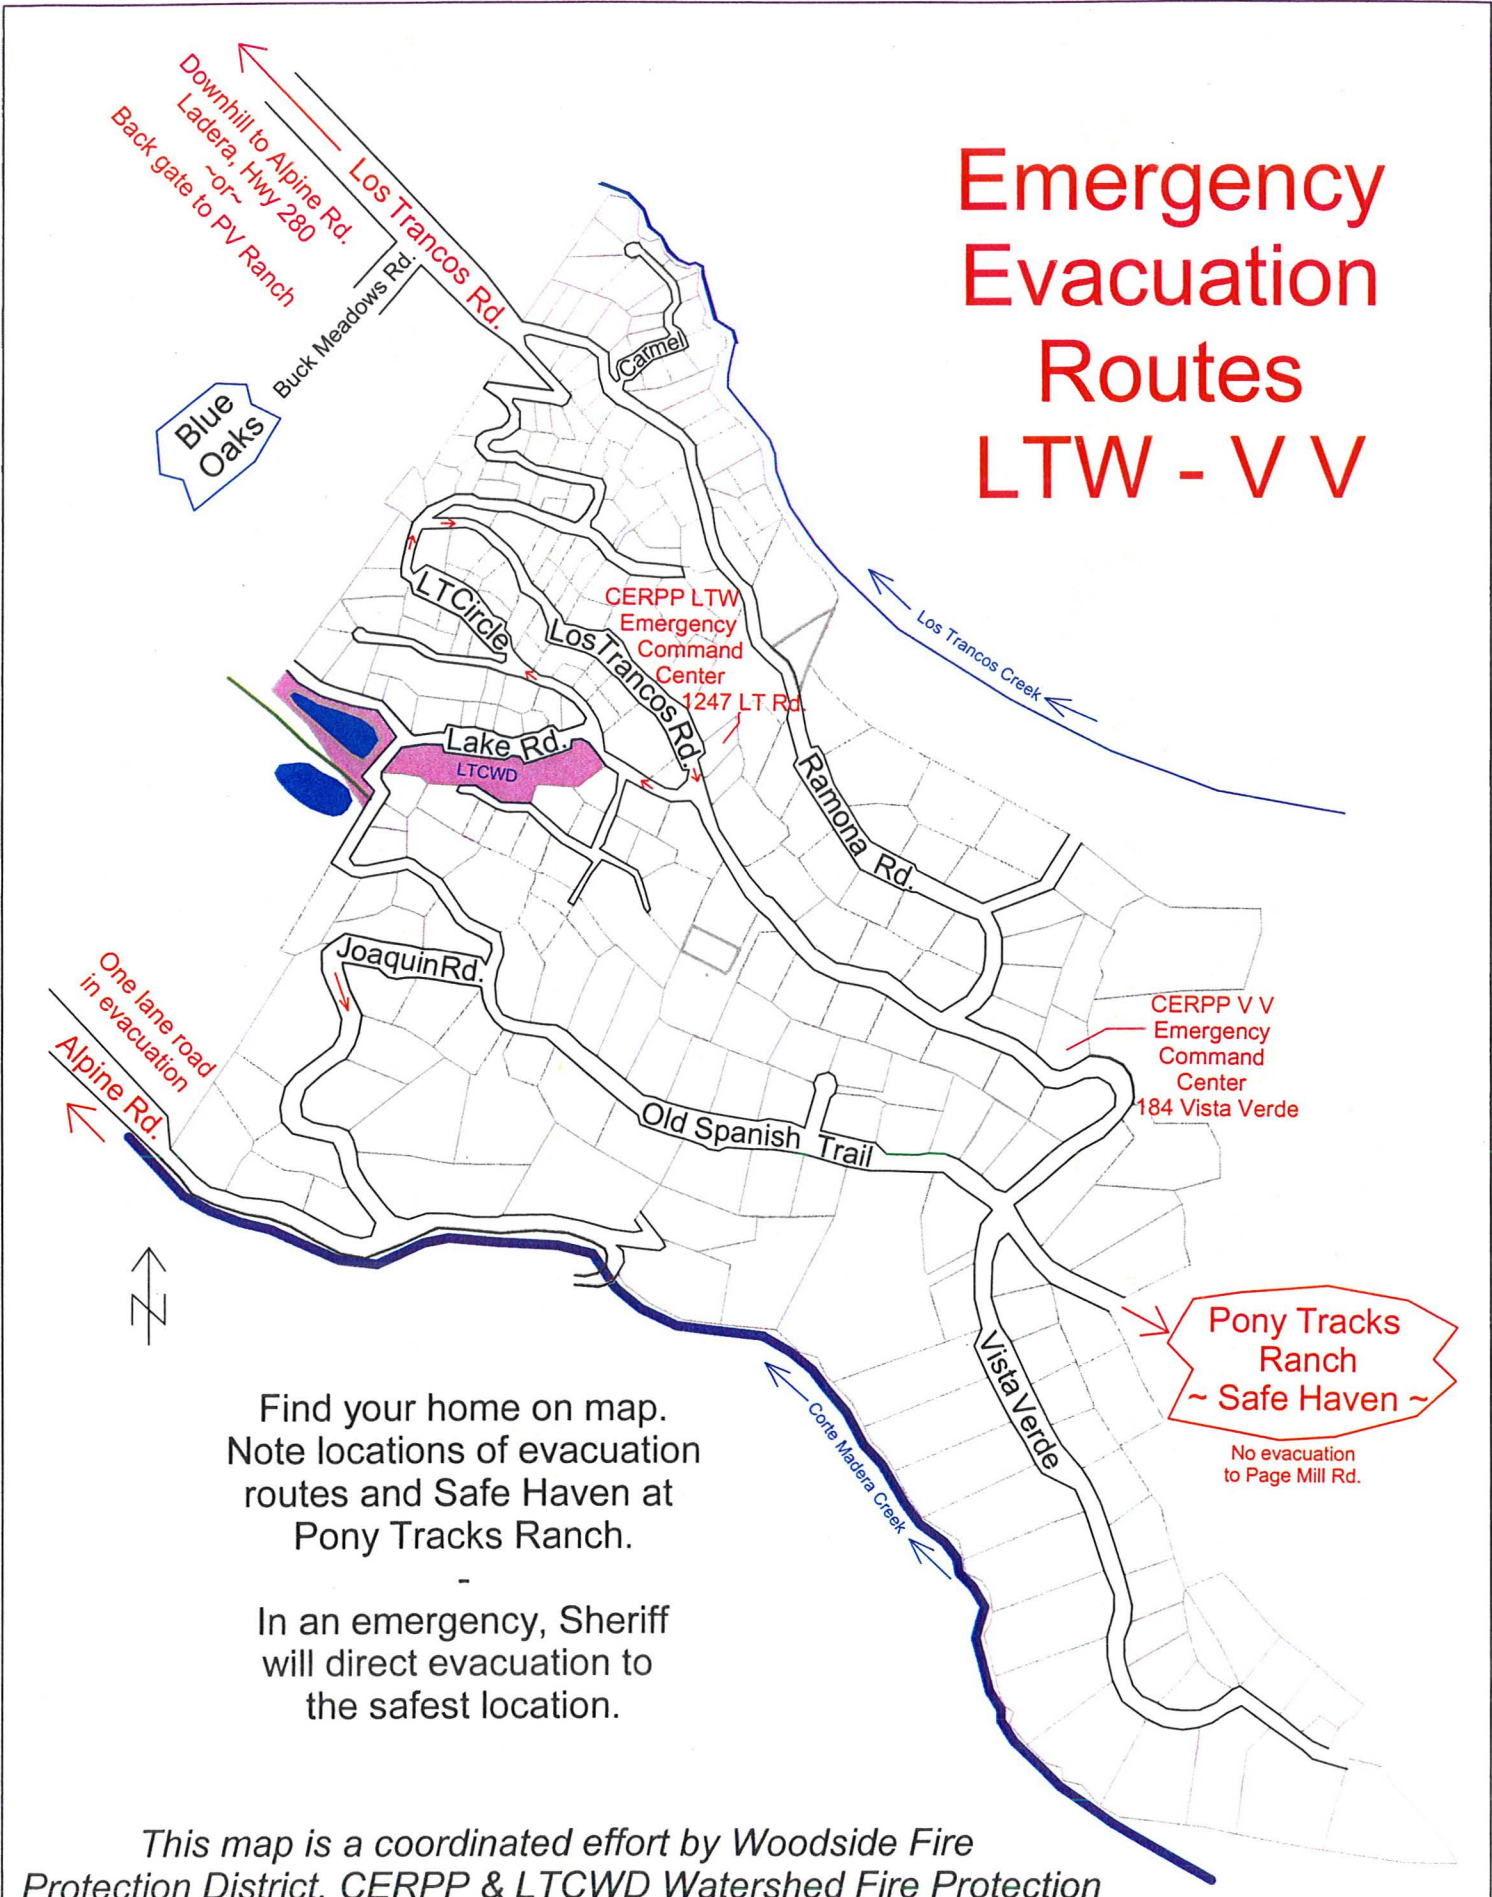 Emergency
Evacuation
Routes
LTW - V V
Downhill to Alpine Rd.
Ladera, Hwy 280
~or~
Back gate to PV Ranch
Los Trancos Rd.
Buck Meadows Rd.
Blue
Oaks
Carmel
Los Trancos Creek
LT Circle
Los Trancos Rd.
CERPP LTW
Emergency
Command
Center
1247 LT Rd.
Lake Rd.
LTCWD
Ramona Rd.
Joaquin Rd.
One lane road
in evacuation
Alpine Rd.
CERPP V V
Emergency
Command
Center
184 Vista Verde
Old Spanish Trail
N
Pony Tracks
Ranch
~ Safe Haven ~
No evacuation
to Page Mill Rd.
Vista Verde
Corte Madera Creek
Find your home on map.
Note locations of evacuation
routes and Safe Haven at
Pony Tracks Ranch.
-
In an emergency, Sheriff
will direct evacuation to
the safest location.
This map is a coordinated effort by Woodside Fire
Protection District, CERPP & LTCWD Watershed Fire Protection